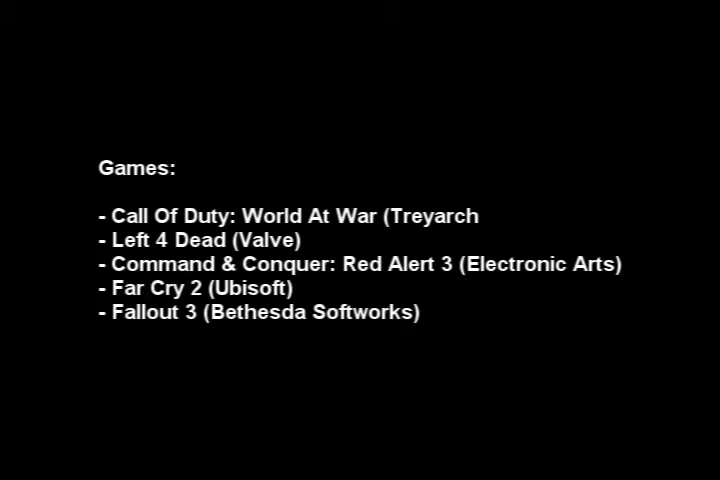 Games:
- Call Of Duty: World At War (Treyarch
- Left 4 Dead (Valve)
- Command & Conquer: Red Alert 3 (Electronic Arts)
- Far Cry 2 (Ubisoft)
- Fallout 3 (Bethesda Softworks)